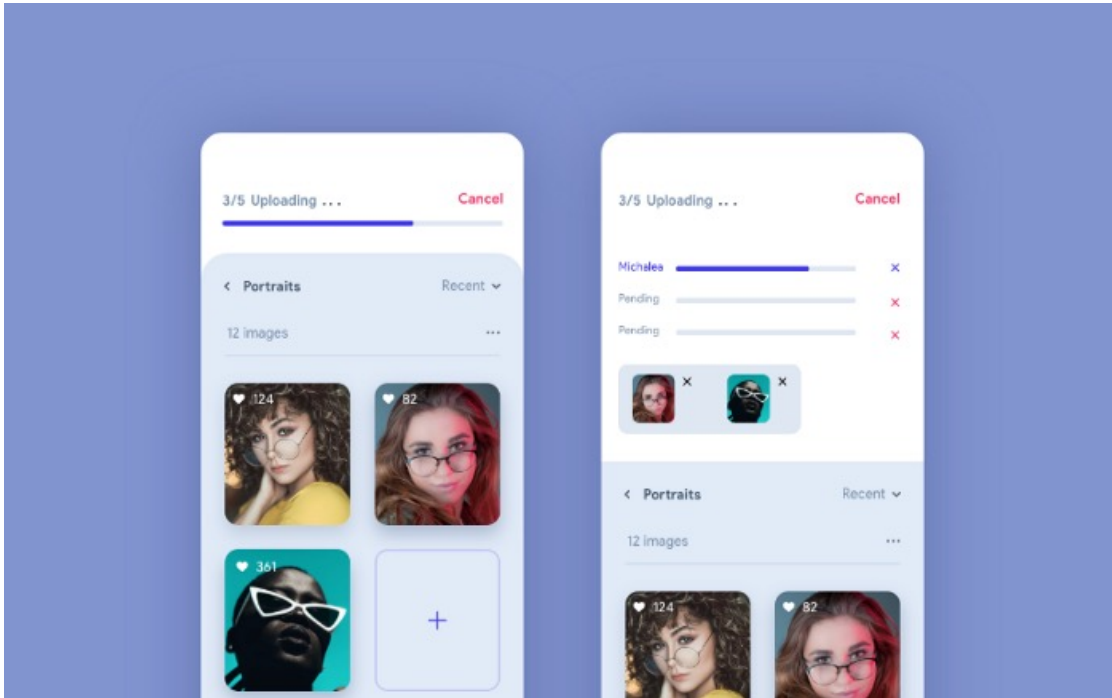 3/5 Uploading ...
Cancel
Portraits
Recent
12 images
124
82
361
3/5 Uploading ...
Cancel
Michalea
Pending
Pending
Portraits
Recent
12 images
124
82